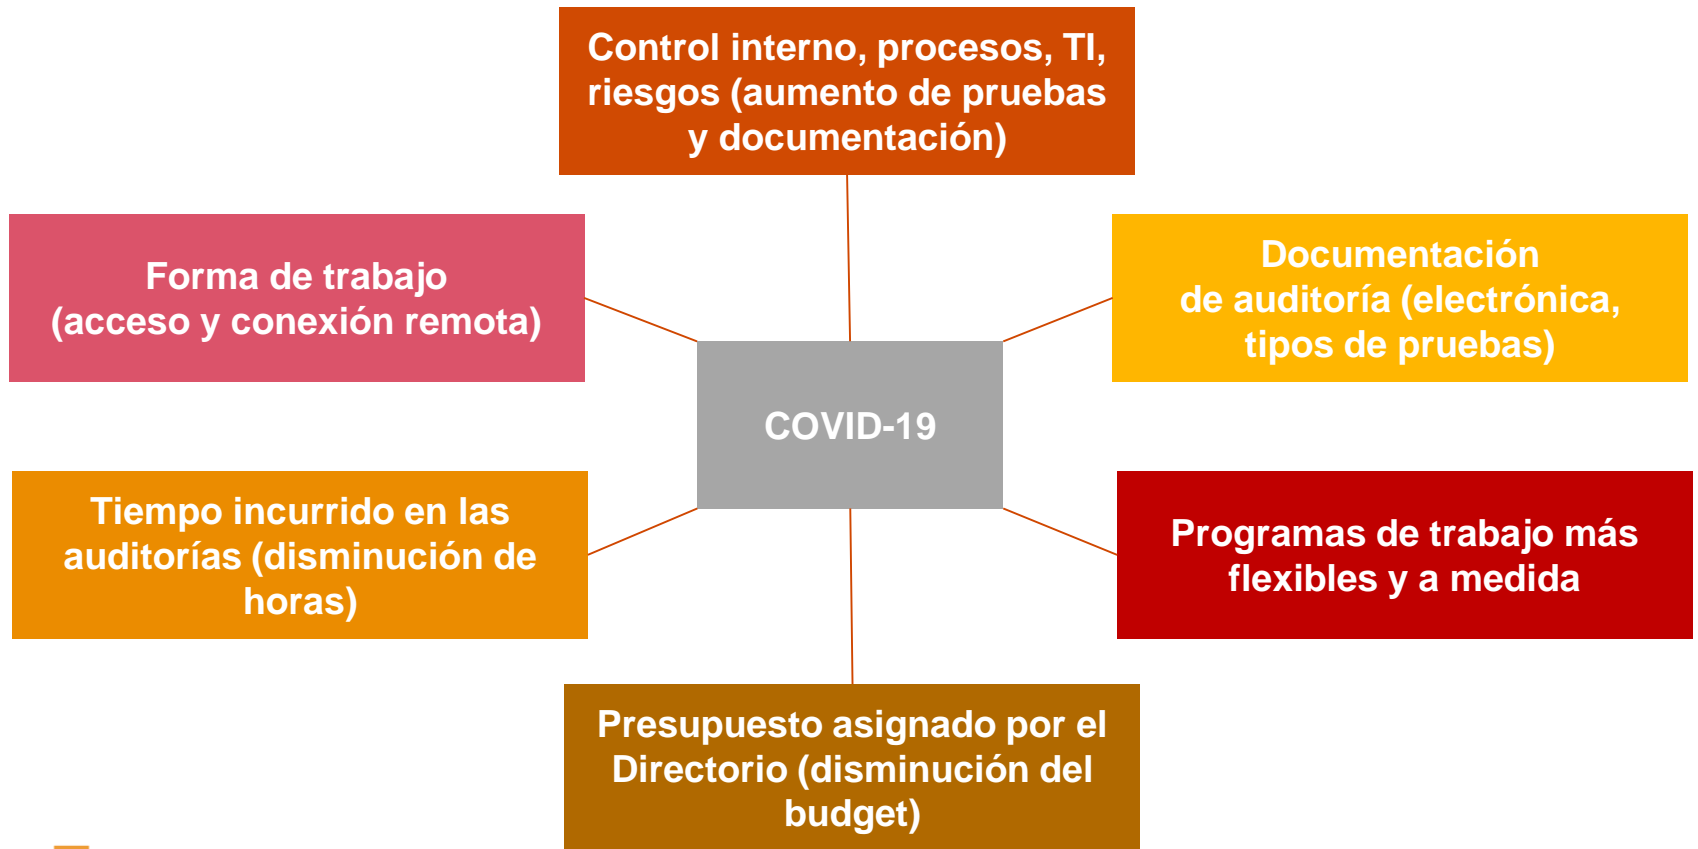 Control interno, procesos, TI,
riesgos (aumento de pruebas
y documentación)
Forma de trabajo
(acceso y conexión remota)
Documentación
de auditoría (electrónica,
tipos de pruebas)
COVID-19
Tiempo incurrido en las
auditorías (disminución de
horas)
Programas de trabajo más
flexibles y a medida
Presupuesto asignado por el
Directorio (disminución del
budget)